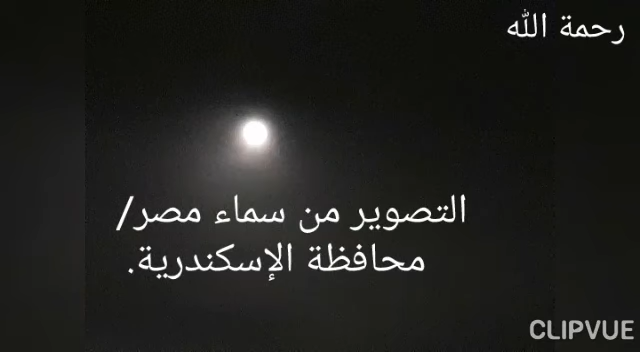 رحمة الله
التصوير من سماء مصر/
محافظة الإسكندرية.
CLIPVUE